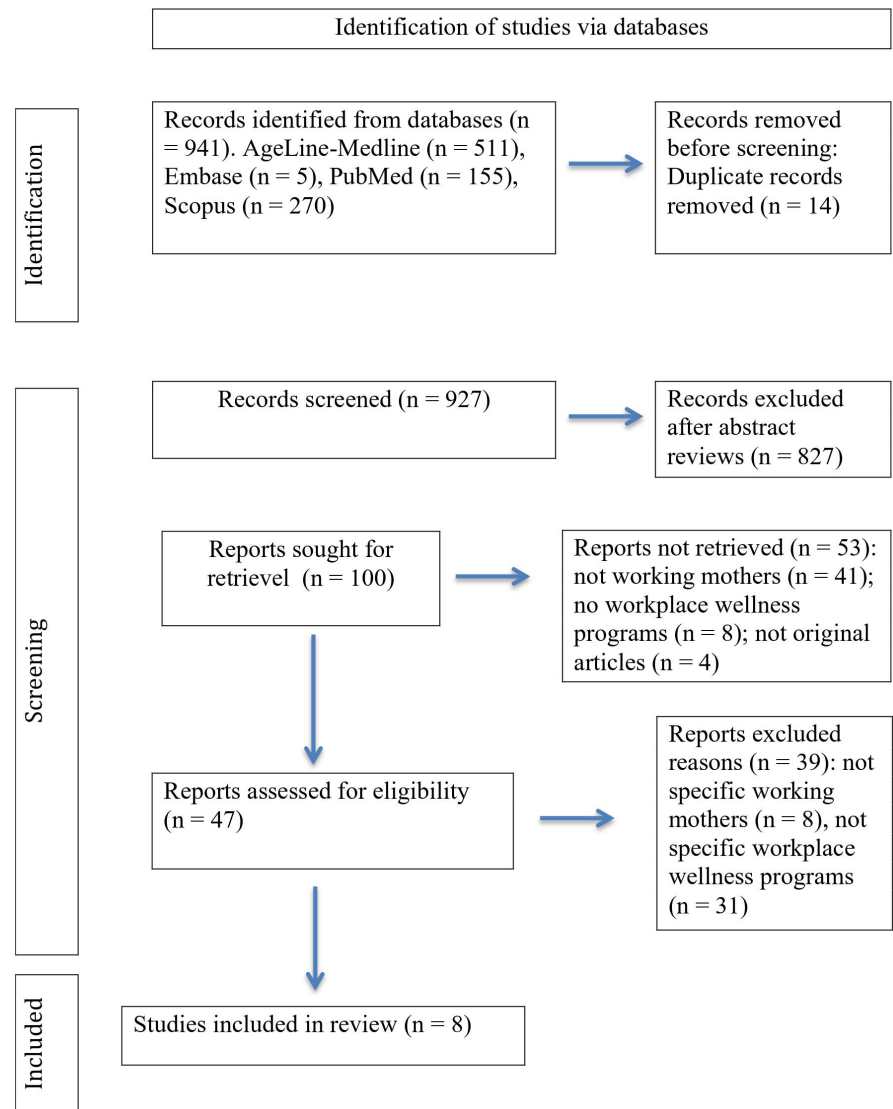 Identification of studies via databases
Identification
Records identified from databases (n
= 941). AgeLine-Medline (n = 511),
Embase (n = 5), PubMed (n = 155),
Scopus (n = 270)
Records removed
before screening:
Duplicate records
removed (n = 14)
Screening
Records screened (n = 927)
Records excluded
after abstract
reviews (n = 827)
Reports sought for
retrievel (n = 100)
Reports not retrieved (n = 53):
not working mothers (n = 41);
no workplace wellness
programs (n = 8); not original
articles (n = 4)
Reports assessed for eligibility
(n = 47)
Reports excluded
reasons (n = 39): not
specific working
mothers (n = 8), not
specific workplace
wellness programs
(n = 31)
Included
Studies included in review (n = 8)